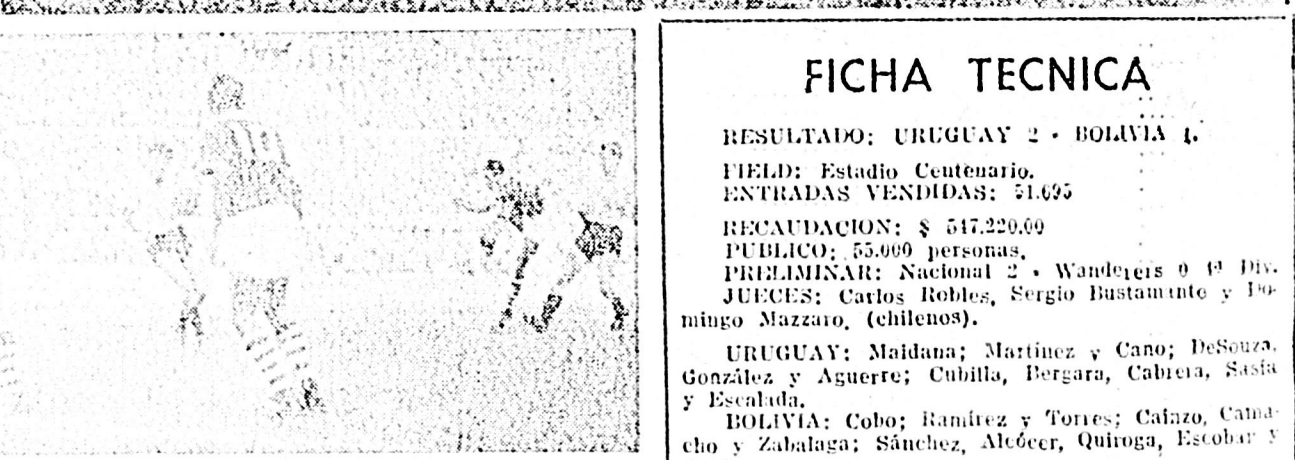 FICHA TECNICA
RESULTADO: URUGUAY 2 - BOLIVIA 1.
FIELD: Estadio Centenario.
ENTRADAS VENDIDAS: 51.695
RECAUDACION: $ 547.220.00
PUBLICO: 55.000 personas.
PRELIMINAR: Nacional 2 - Wanderers 0 Div.
JUECES: Carlos Robles, Sergio Bustamante y Do-
mingo Mazzaro, (chilenos).
URUGUAY: Maidana; Martínez y Cano; DeSouza,
González y Aguerre; Cubilla, Bergara, Cabrera, Sasía
y Escalada.
BOLIVIA: Cobo; Ramírez y Torres; Cainzo, Cama-
cho y Zabalaga; Sánchez, Alcócer, Quiroga, Escobar y